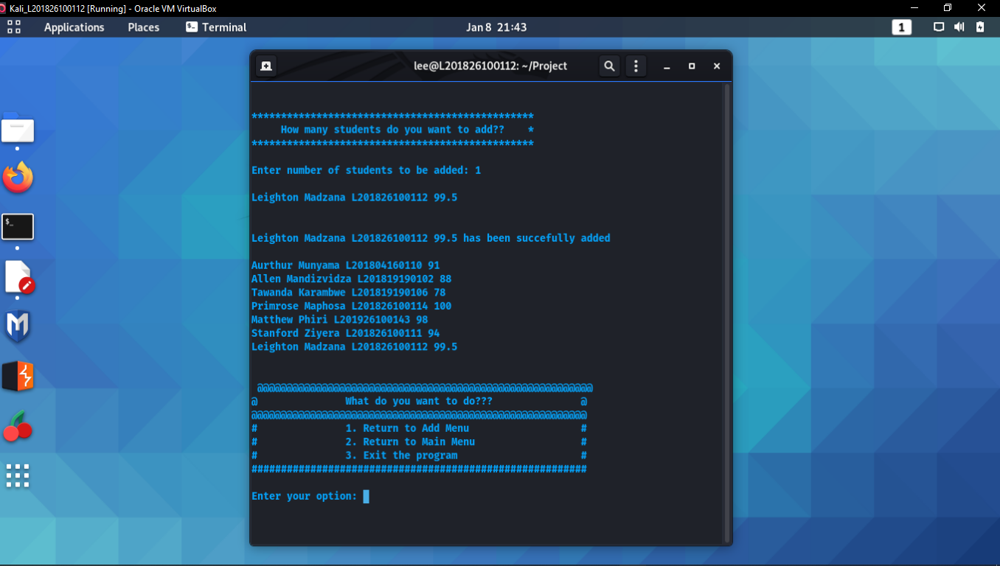 Kali_L201826100112 [Running] - Oracle VM VirtualBox
Applications Places Terminal Jan 8 21:43 1
lee@L201826100112: ~/Project
************************************************
How many students do you want to add?? *
************************************************
Enter number of students to be added: 1
Leighton Madzana L201826100112 99.5
Leighton Madzana L201826100112 99.5 has been succefully added
Aurthur Munyama L201804160110 91
Allen Mandizvidza L201819190102 88
Tawanda Karambwe L201819190106 78
Primrose Maphosa L201826100114 100
Matthew Phiri L201926100143 98
Stanford Ziyera L201826100111 94
Leighton Madzana L201826100112 99.5
@@@@@@@@@@@@@@@@@@@@@@@@@@@@@@@@@@@@@@@@@@@@@@@@@@@@@@@@@
@ What do you want to do??? @
@@@@@@@@@@@@@@@@@@@@@@@@@@@@@@@@@@@@@@@@@@@@@@@@@@@@@@@@@
# 1. Return to Add Menu #
# 2. Return to Main Menu #
# 3. Exit the program #
#########################################################
Enter your option: